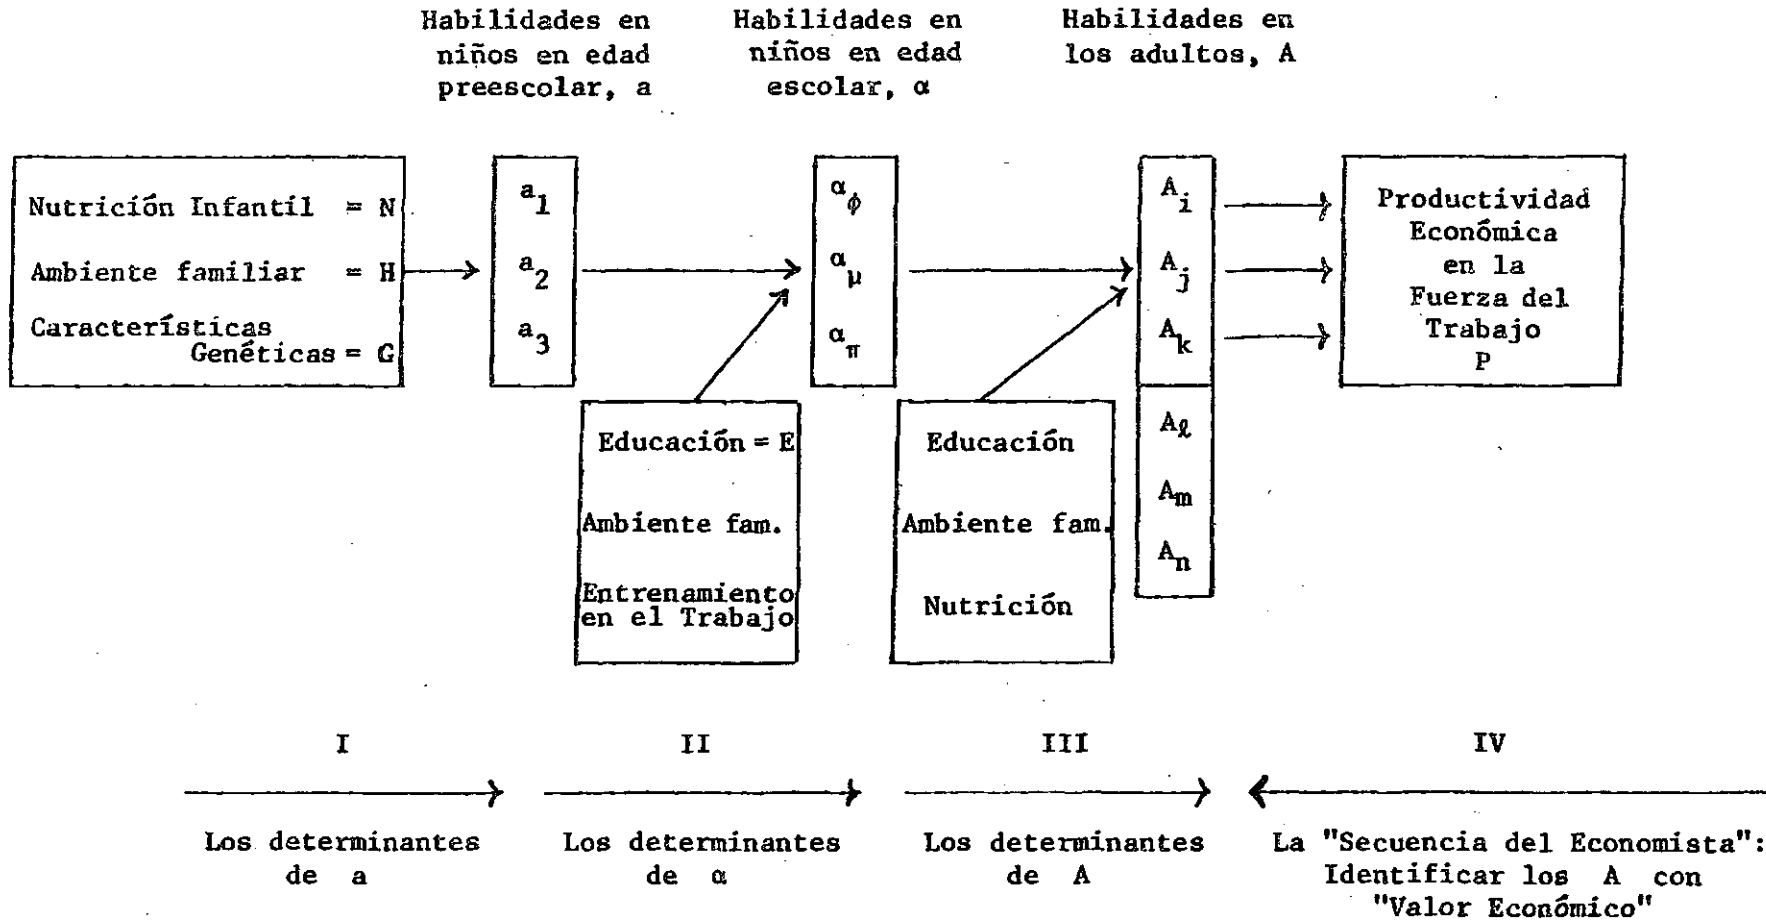 Habilidades en
niños en edad
preescolar, a
Habilidades en
niños en edad
escolar, α
Habilidades en
los adultos, A
Nutrición Infantil = N
Ambiente familiar = H
Características
Genéticas = G
a1
a2
a3
αϕ
αμ
απ
Ai
Aj
Ak
Aℓ
Am
An
Productividad
Económica
en la
Fuerza del
Trabajo
P
Educación = E
Ambiente fam.
Entrenamiento
en el Trabajo
Educación
Ambiente fam.
Nutrición
I
II
III
IV
Los determinantes
de a
Los determinantes
de α
Los determinantes
de A
La "Secuencia del Economista":
Identificar los A con
"Valor Económico"